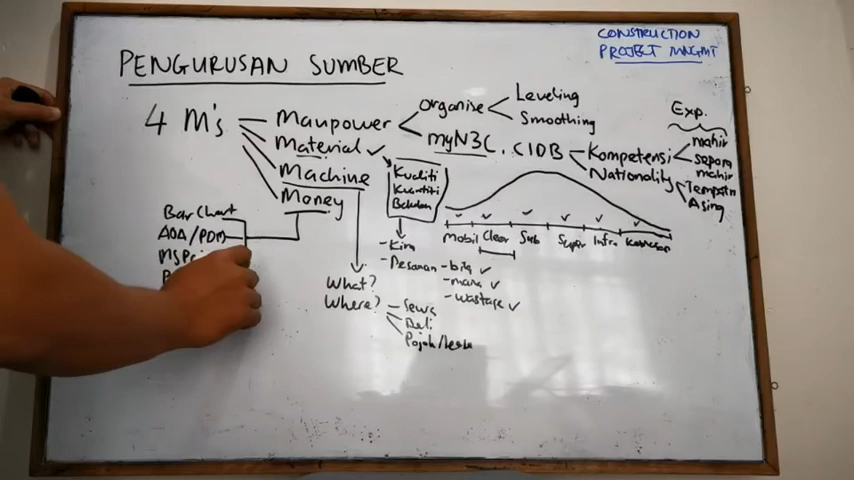 CONSTRUCTION
PROJECT MNGMT
PENGURUSAN SUMBER
4 M's
Manpower
Organise
Leveling
Smoothing
myN3C. CIDB
Kompetensi
Nationality
Exp.
mahir
mahir
Asing
Material
Kualiti
Kuantiti
Bekalan
Machine
Money
Mobil Clear Sub Super Infra
Bar Chart
AOA/PDM
- Kira
- Pesanan - bila
- mana
- wastage
What?
Where?
- Sewa
- Beli